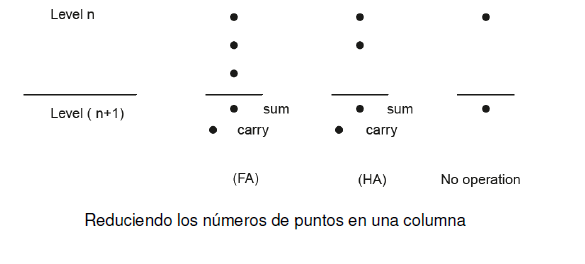 Level n
Level ( n+1)
sum
sum
carry
carry
(FA)
(HA)
No operation
Reduciendo los números de puntos en una columna